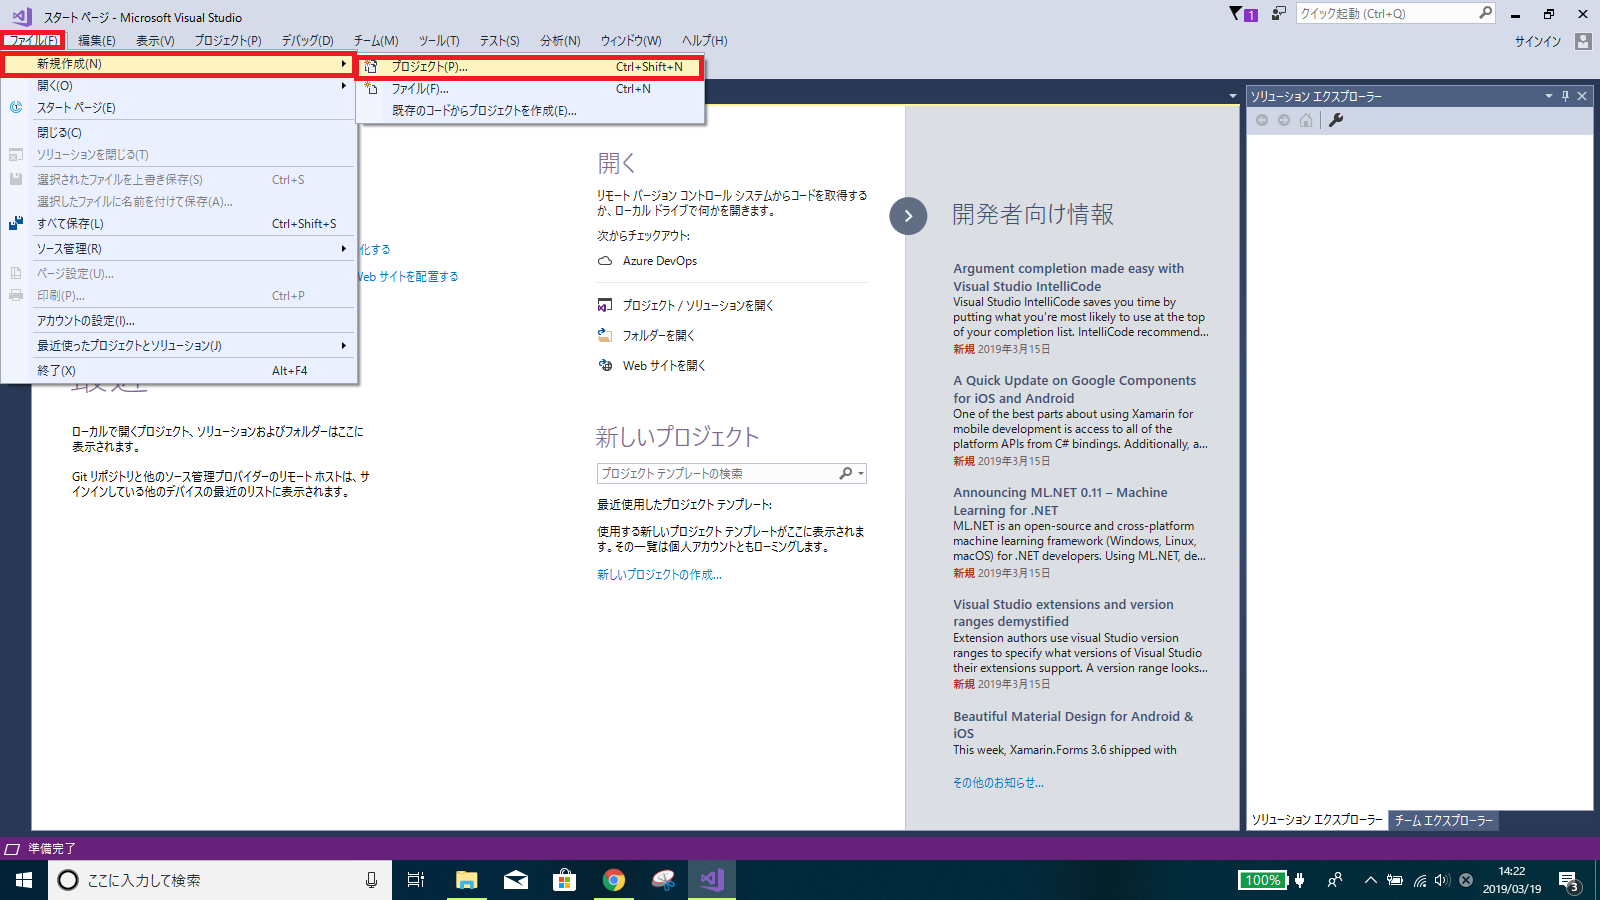 スタート ページ - Microsoft Visual Studio
1
クイック起動 (Ctrl+Q)
ファイル(F)
編集(E)
表示(V)
プロジェクト(P)
デバッグ(D)
チーム(M)
ツール(T)
テスト(S)
分析(N)
ウィンドウ(W)
ヘルプ(H)
サインイン
新規作成(N)
開く(O)
スタート ページ(E)
閉じる(C)
ソリューションを閉じる(T)
選択されたファイルを上書き保存(S) Ctrl+S
選択したファイルに名前を付けて保存(A)...
すべて保存(L) Ctrl+Shift+S
ソース管理(R)
ページ設定(U)...
印刷(P)... Ctrl+P
アカウントの設定(I)...
最近使ったプロジェクトとソリューション(J)
終了(X) Alt+F4
プロジェクト(P)... Ctrl+Shift+N
ファイル(F)... Ctrl+N
既存のコードからプロジェクトを作成(E)...
化する
Web サイトを配置する
最近
ローカルで開くプロジェクト、ソリューションおよびフォルダーはここに
表示されます。
Git リポジトリと他のソース管理プロバイダーのリモート ホストは、サ
インインしている他のデバイスの最近のリストに表示されます。
開く
リモート バージョン コントロール システムからコードを取得する
か、ローカル ドライブで何かを開きます。
次からチェックアウト:
Azure DevOps
プロジェクト / ソリューションを開く
フォルダーを開く
Web サイトを開く
新しいプロジェクト
プロジェクト テンプレートの検索
最近使用したプロジェクト テンプレート:
使用する新しいプロジェクト テンプレートがここに表示されま
す。その一覧は個人アカウントともローミングします。
新しいプロジェクトの作成...
開発者向け情報
Argument completion made easy with
Visual Studio IntelliCode
Visual Studio IntelliCode saves you time by
putting what you're most likely to use at the top
of your completion list. IntelliCode recommend...
新規 2019年3月15日
A Quick Update on Google Components
for iOS and Android
One of the best parts about using Xamarin for
mobile development is access to all of the
platform APIs from C# bindings. Additionally, a...
新規 2019年3月15日
Announcing ML.NET 0.11 – Machine
Learning for .NET
ML.NET is an open-source and cross-platform
machine learning framework (Windows, Linux,
macOS) for .NET developers. Using ML.NET, de...
新規 2019年3月15日
Visual Studio extensions and version
ranges demystified
Extension authors use visual Studio version
ranges to specify what versions of Visual Studio
their extensions support. A version range looks...
新規 2019年3月15日
Beautiful Material Design for Android &
iOS
This week, Xamarin.Forms 3.6 shipped with
その他のお知らせ...
ソリューション エクスプローラー
ソリューション エクスプローラー
チーム エクスプローラー
準備完了
ここに入力して検索
100%
14:22
2019/03/19
3